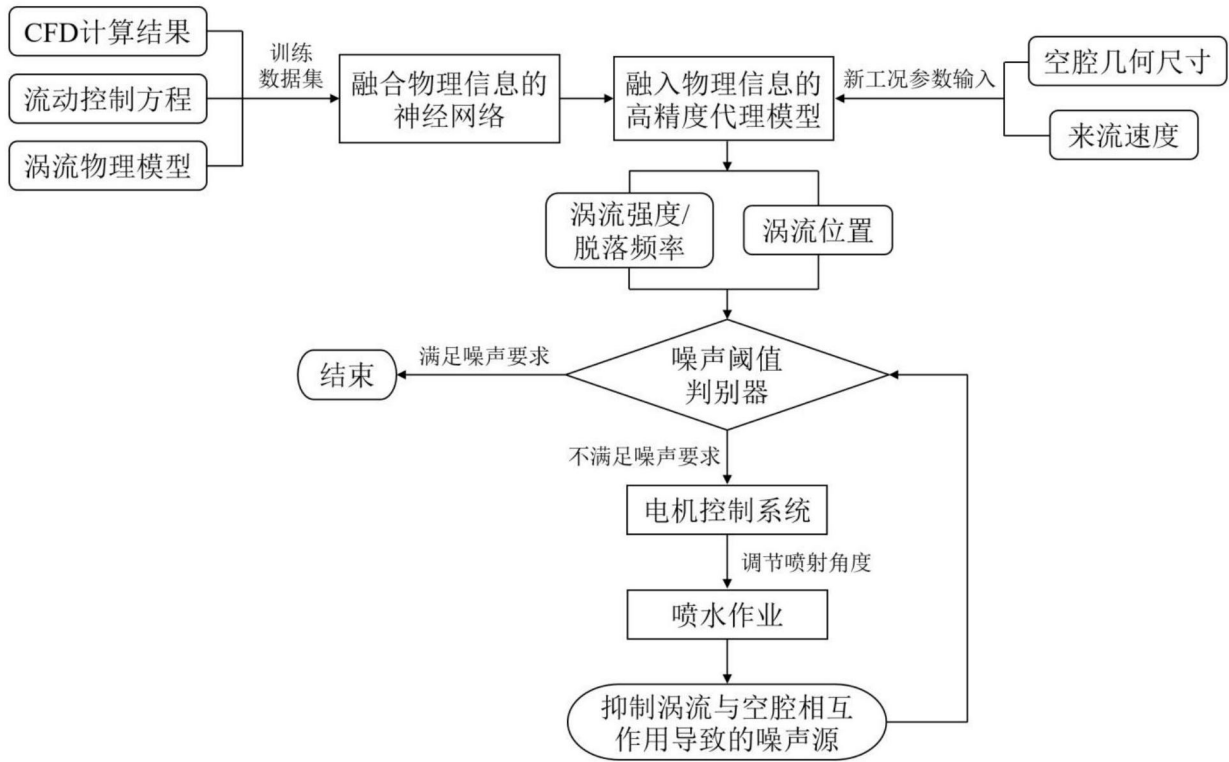 CFD计算结果
流动控制方程
涡流物理模型
训练
数据集
融合物理信息的
神经网络
融入物理信息的
高精度代理模型
新工况参数输入
空腔几何尺寸
来流速度
涡流强度/
脱落频率
涡流位置
噪声阈值
判别器
满足噪声要求
结束
不满足噪声要求
电机控制系统
调节喷射角度
喷水作业
抑制涡流与空腔相互
作用导致的噪声源